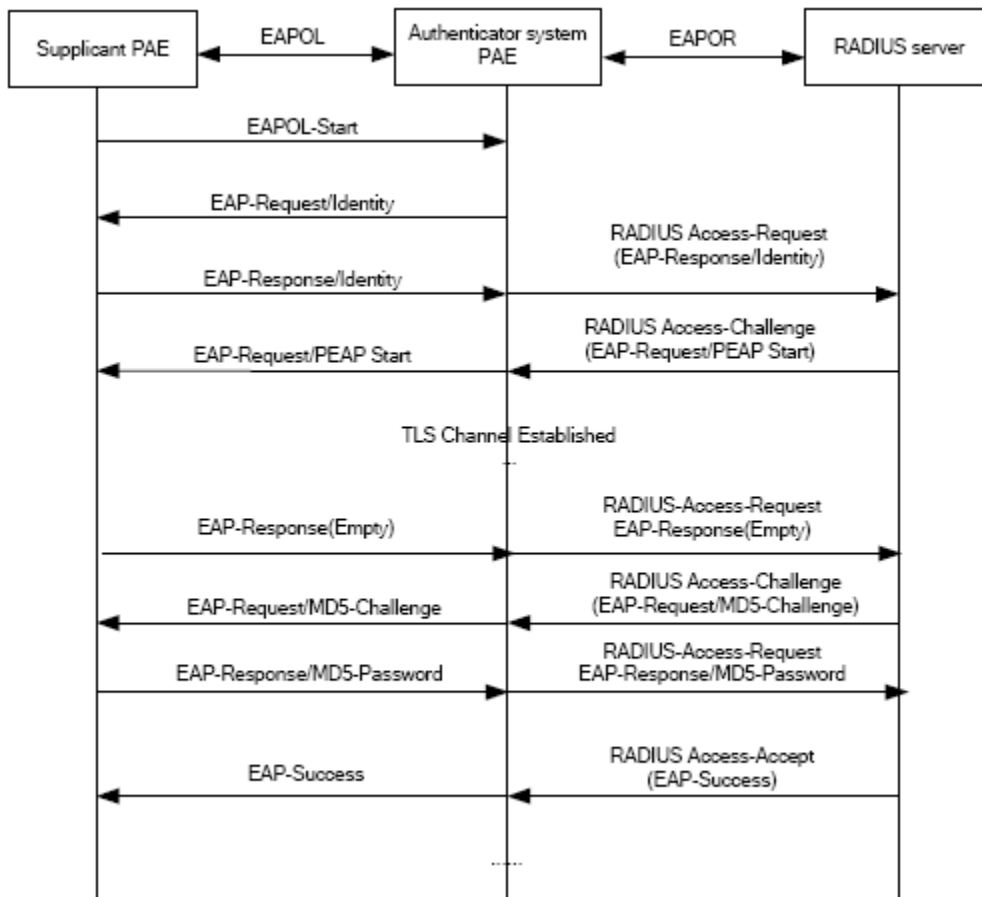 Supplicant PAE
EAPOL
Authenticator system
PAE
EAPOR
RADIUS server
EAPOL-Start
EAP-Request/Identity
RADIUS Access-Request
(EAP-Response/Identity)
EAP-Response/Identity
RADIUS Access-Challenge
(EAP-Request/PEAP Start)
EAP-Request/PEAP Start
TLS Channel Established
RADIUS-Access-Request
EAP-Response(Empty)
EAP-Response(Empty)
RADIUS Access-Challenge
(EAP-Request/MD5-Challenge)
EAP-Request/MD5-Challenge
RADIUS-Access-Request
EAP-Response/MD5-Password
EAP-Response/MD5-Password
RADIUS Access-Accept
(EAP-Success)
EAP-Success